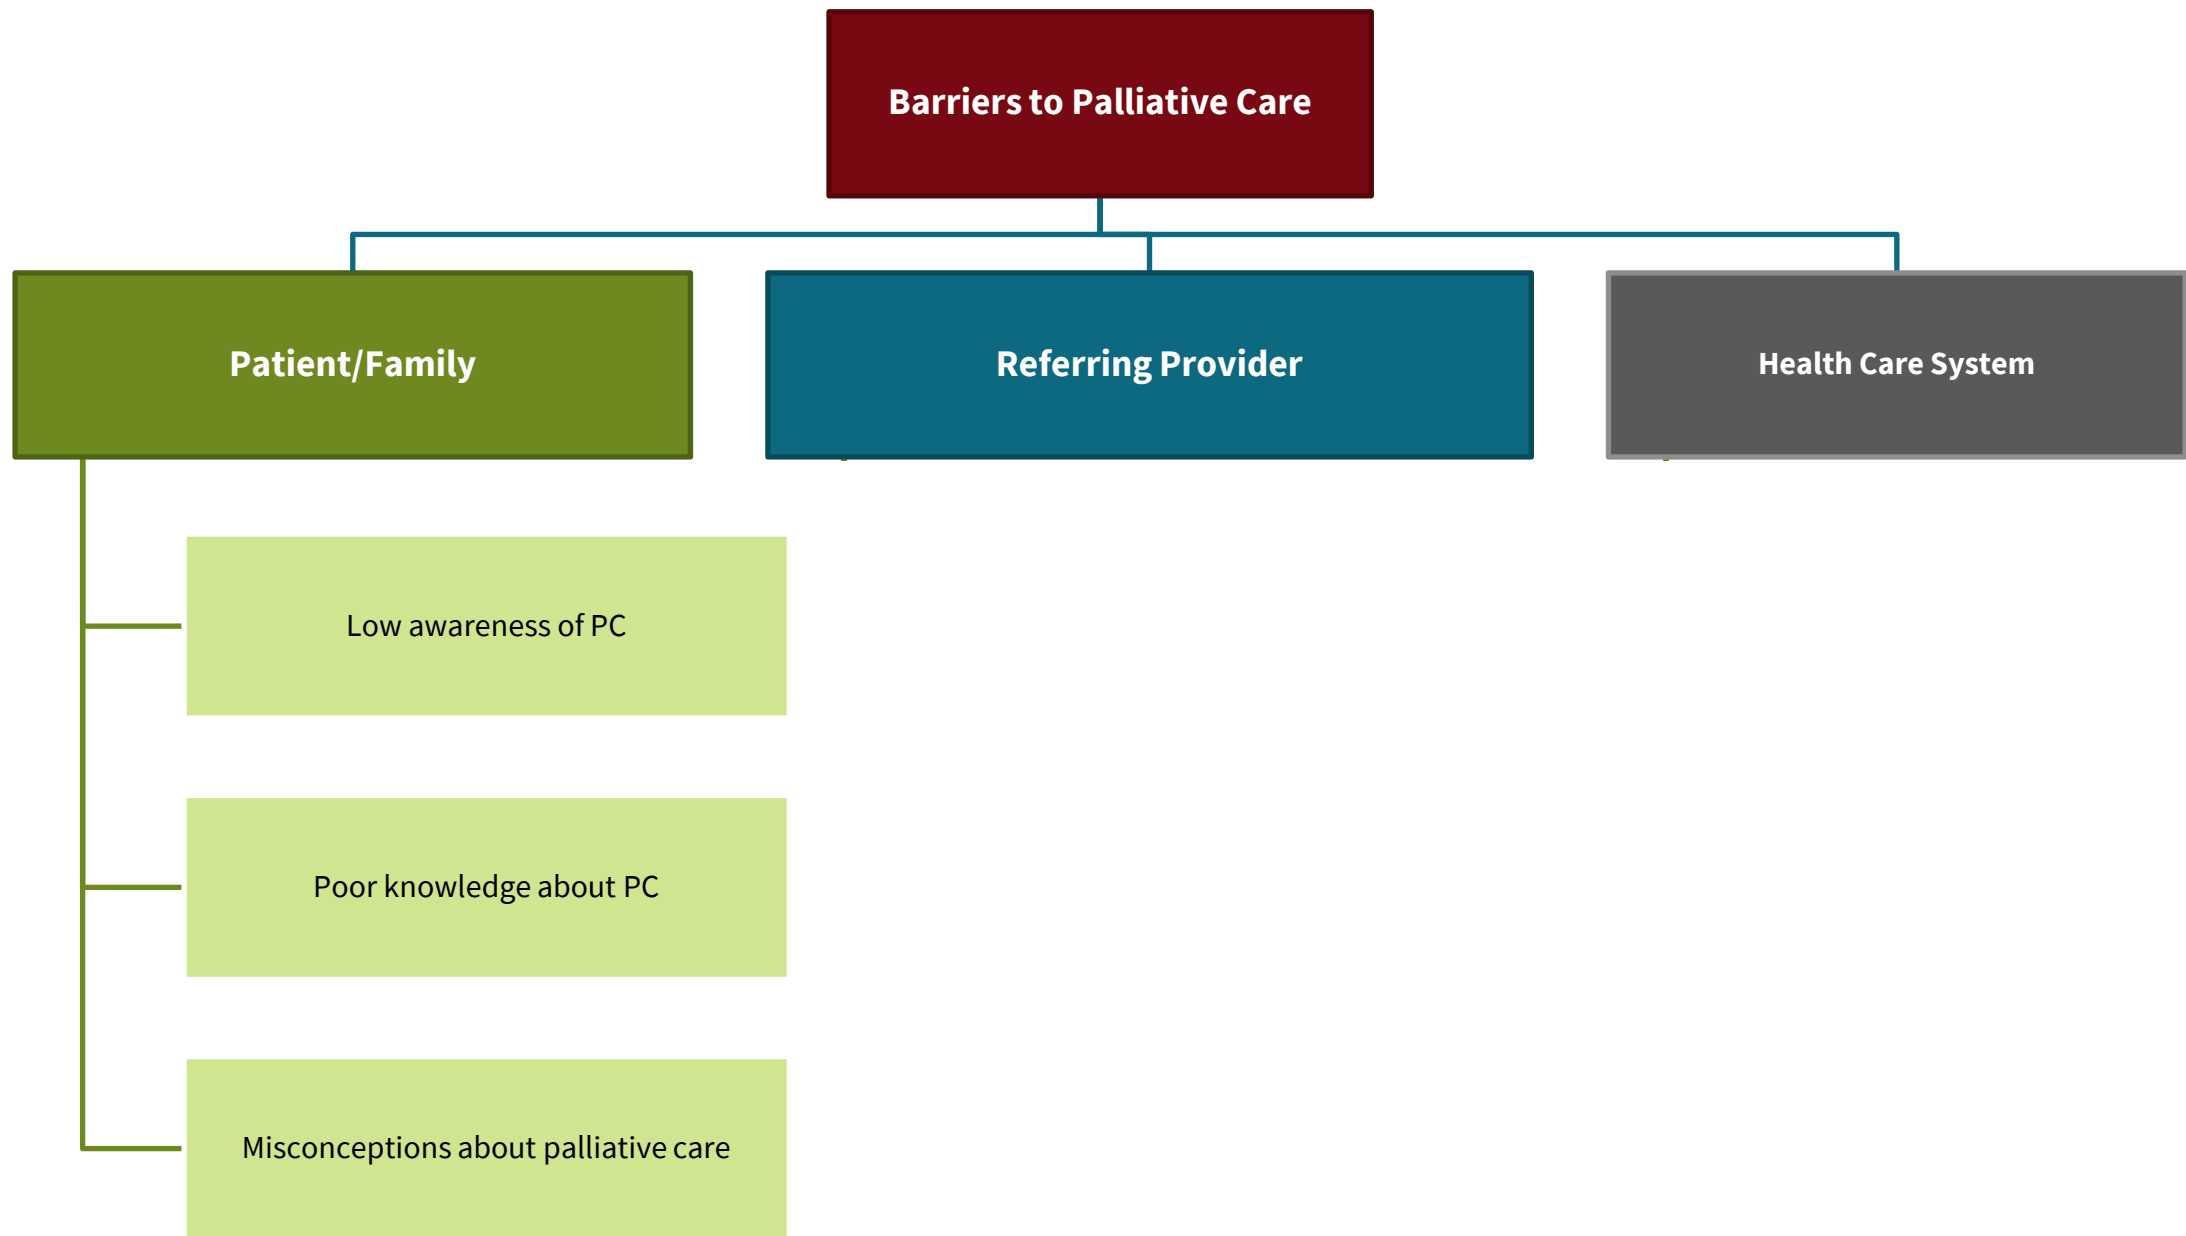 Barriers to Palliative Care
Patient/Family
Referring Provider
Health Care System
Low awareness of PC
Poor knowledge about PC
Misconceptions about palliative care